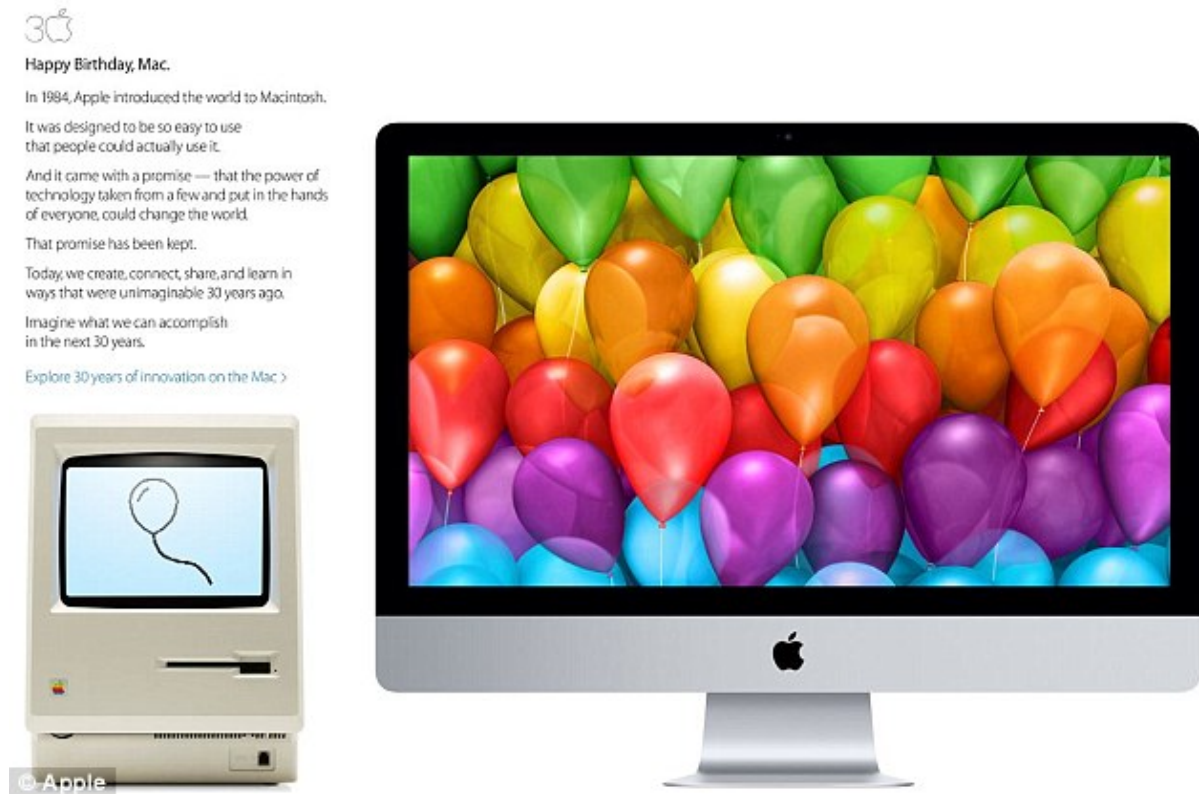 30
Happy Birthday, Mac.
In 1984, Apple introduced the world to Macintosh.
It was designed to be so easy to use
that people could actually use it.
And it came with a promise — that the power of
technology taken from a few and put in the hands
of everyone, could change the world.
That promise has been kept.
Today, we create, connect, share, and learn in
ways that were unimaginable 30 years ago.
Imagine what we can accomplish
in the next 30 years.
Explore 30 years of innovation on the Mac >
© Apple